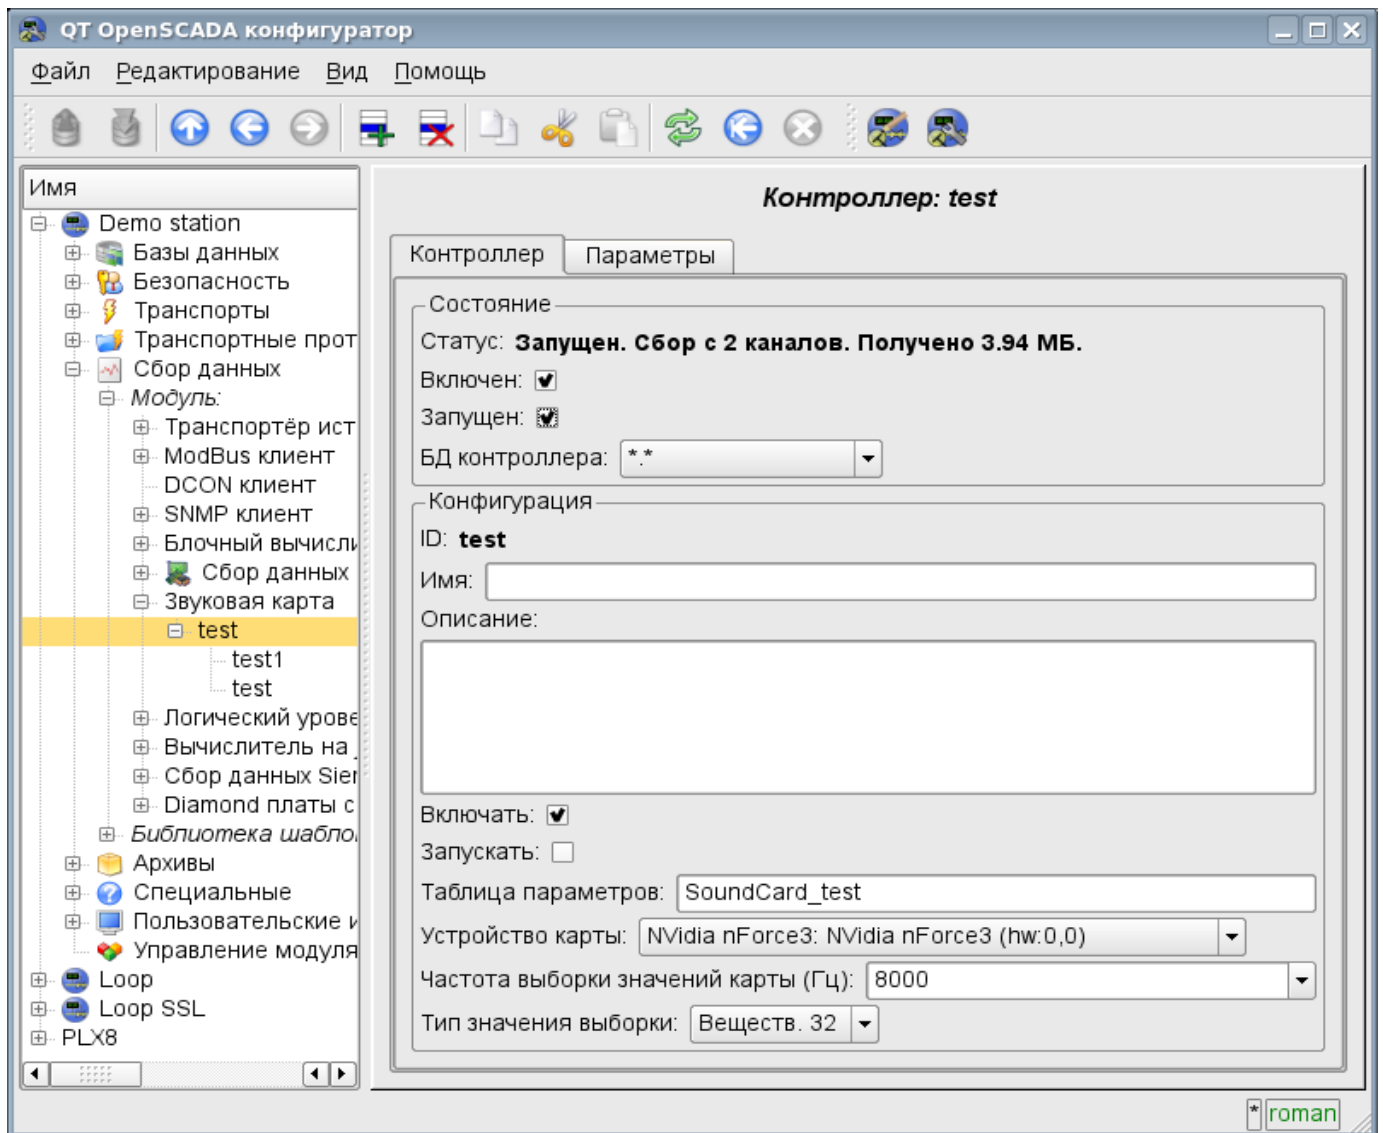 QT OpenSCADA конфигуратор
Файл Редактирование Вид Помощь
Имя
Demo station
Базы данных
Безопасность
Транспорты
Транспортные прот
Сбор данных
Модуль:
Транспортёр ист
ModBus клиент
DCON клиент
SNMP клиент
Блочный вычисли
Сбор данных
Звуковая карта
test
test1
test
Логический урове
Вычислитель на
Сбор данных Sier
Diamond платы с
Библиотека шабло
Архивы
Специальные
Пользовательские и
Управление модуля
Loop
Loop SSL
PLX8
Контроллер: test
Контроллер Параметры
Состояние
Статус: Запущен. Сбор с 2 каналов. Получено 3.94 МБ.
Включен:
Запущен:
БД контроллера: *.*
Конфигурация
ID: test
Имя:
Описание:
Включать:
Запускать:
Таблица параметров: SoundCard_test
Устройство карты: NVidia nForce3: NVidia nForce3 (hw:0,0)
Частота выборки значений карты (Гц): 8000
Тип значения выборки: Веществ. 32
* roman